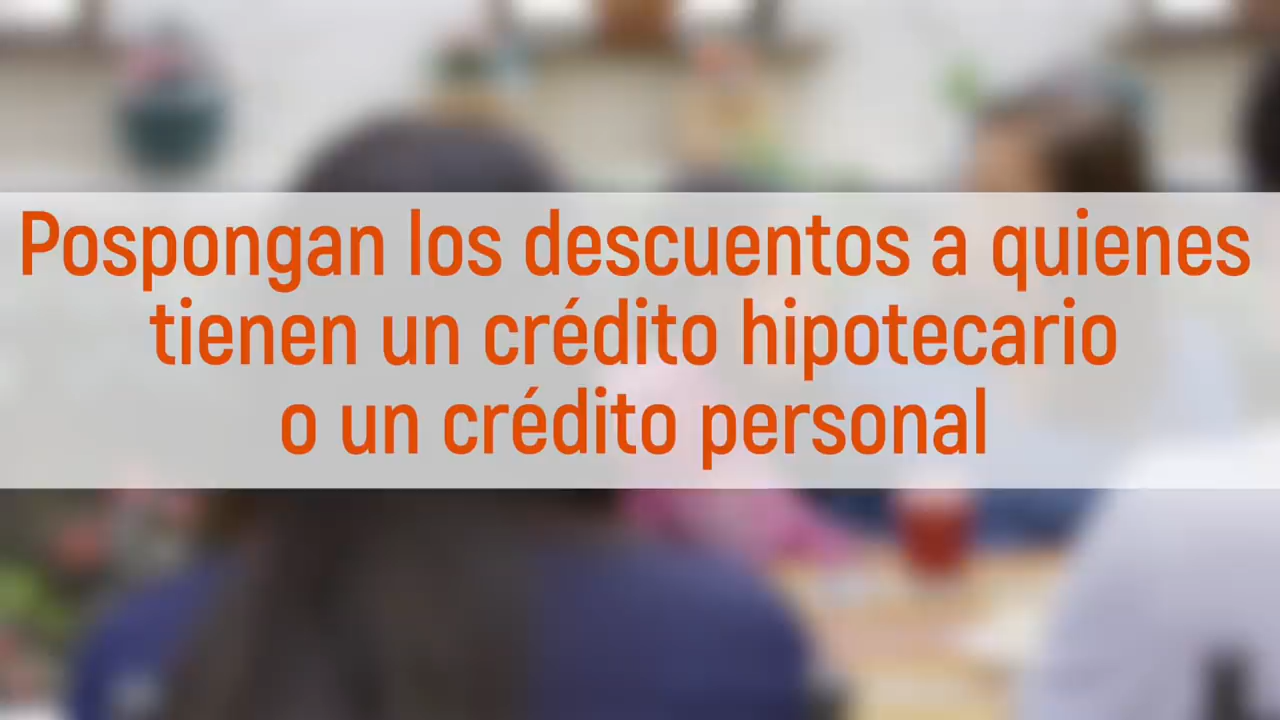 Pospongan los descuentos a quienes
tienen un crédito hipotecario
o un crédito personal